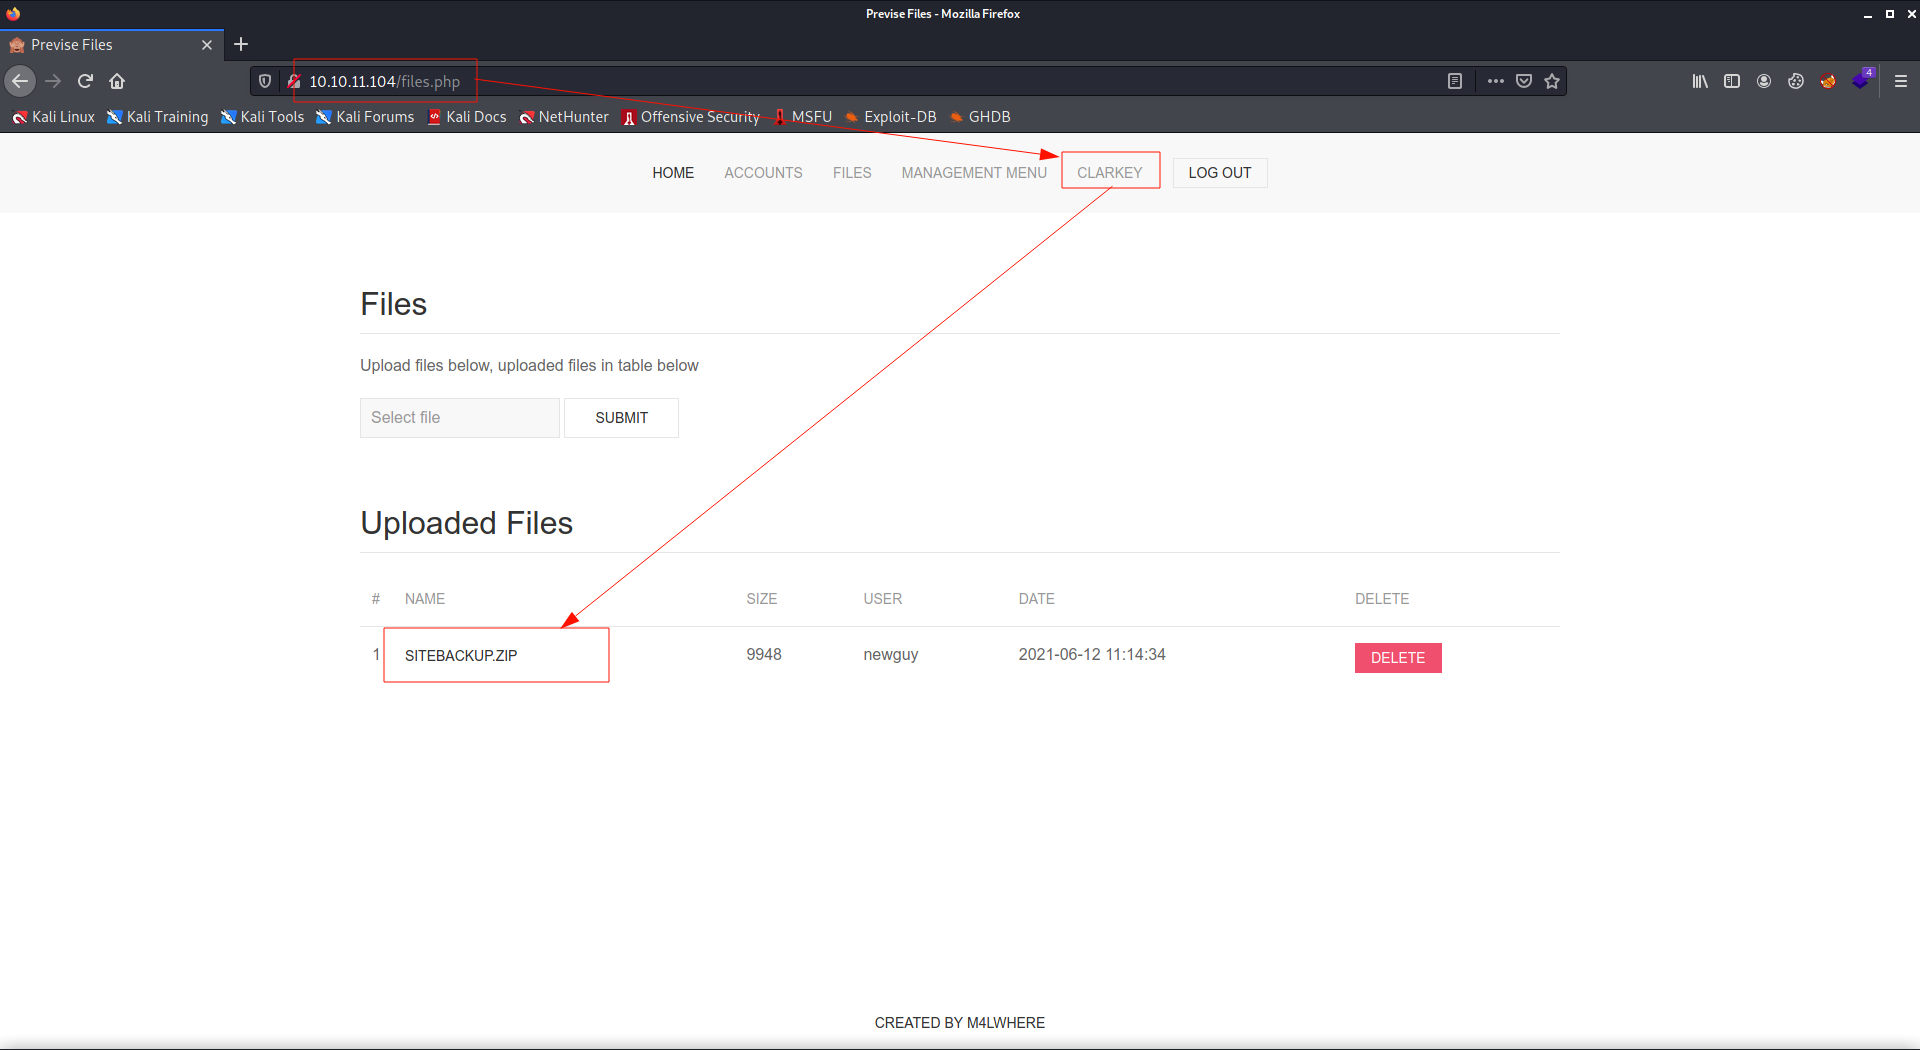 Previse Files - Mozilla Firefox
Previse Files
10.10.11.104/files.php
4
Kali Linux Kali Training Kali Tools Kali Forums Kali Docs NetHunter Offensive Security MSFU Exploit-DB GHDB
HOME ACCOUNTS FILES MANAGEMENT MENU CLARKEY LOG OUT
Files
Upload files below, uploaded files in table below
Select file SUBMIT
Uploaded Files
# NAME SIZE USER DATE DELETE
1 SITEBACKUP.ZIP 9948 newguy 2021-06-12 11:14:34 DELETE
CREATED BY M4LWHERE